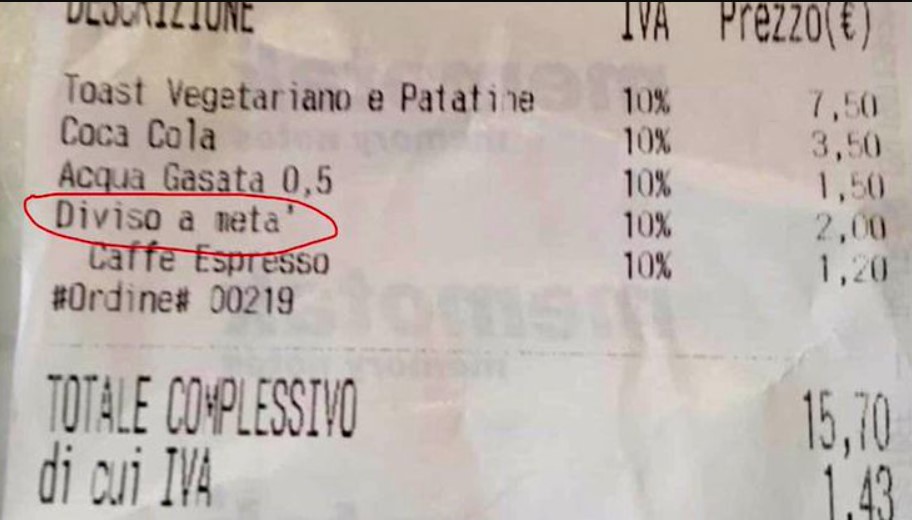 DESCRIZIONE IVA Prezzo(€)
Toast Vegetariano e Patatine 10% 7,50
Coca Cola 10% 3,50
Acqua Gasata 0,5 10% 1,50
Diviso a meta' 10% 2,00
Caffe Espresso 10% 1,20
#Ordine# 00219
TOTALE COMPLESSIVO 15,70
di cui IVA 1,43